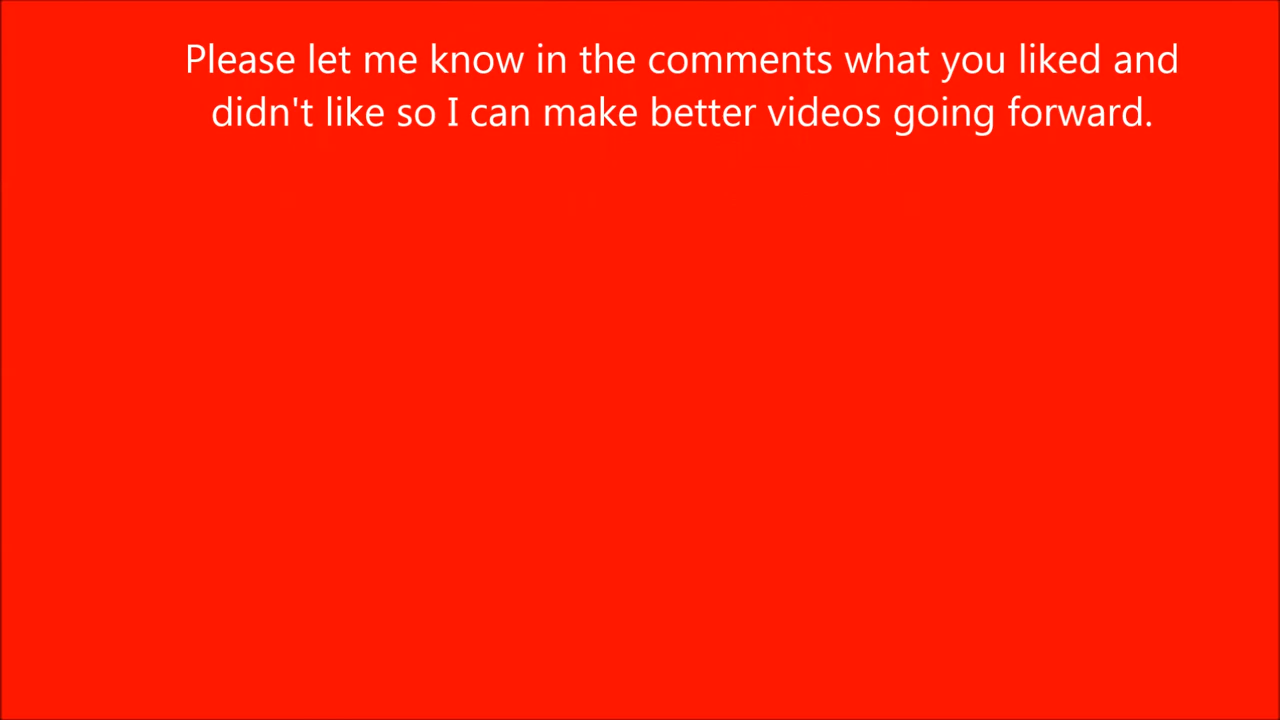 Please let me know in the comments what you liked and
didn't like so I can make better videos going forward.